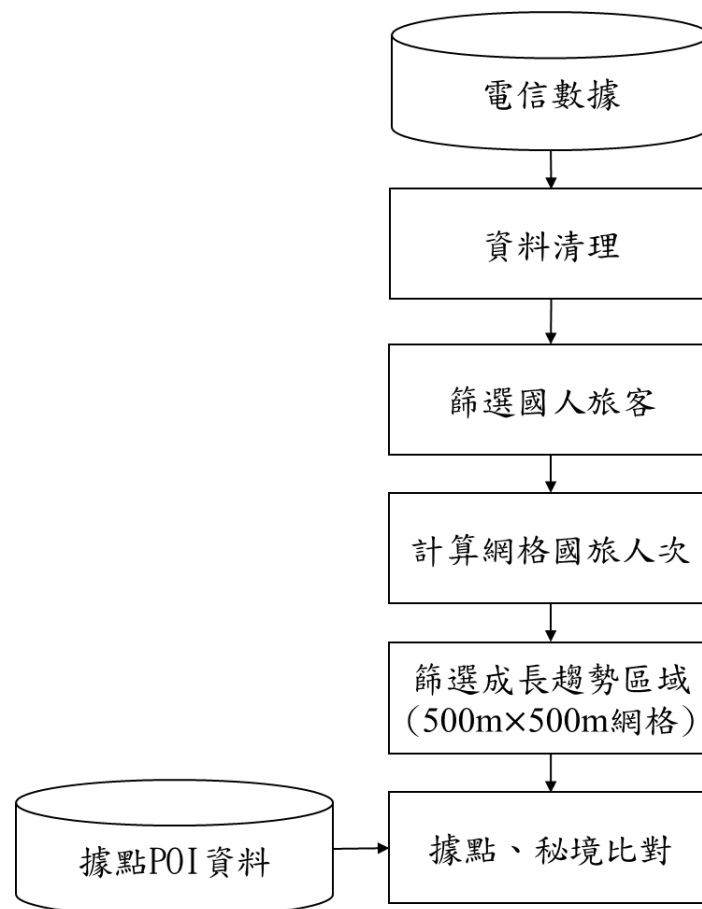 電信數據
資料清理
篩選國人旅客
計算網格國旅人次
篩選成長趨勢區域
（500m×500m網格）
據點POI資料
據點、秘境比對